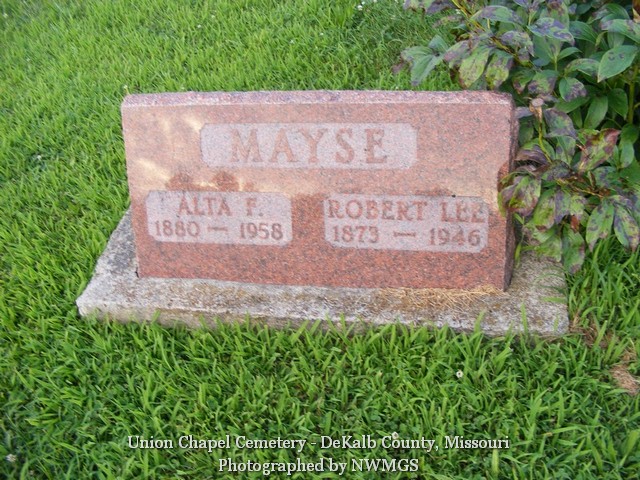 MAYSE
ALTA F.
1880 — 1958
ROBERT LEE
1873 — 1946
Union Chapel Cemetery - DeKalb County, Missouri
Photographed by NWMGS